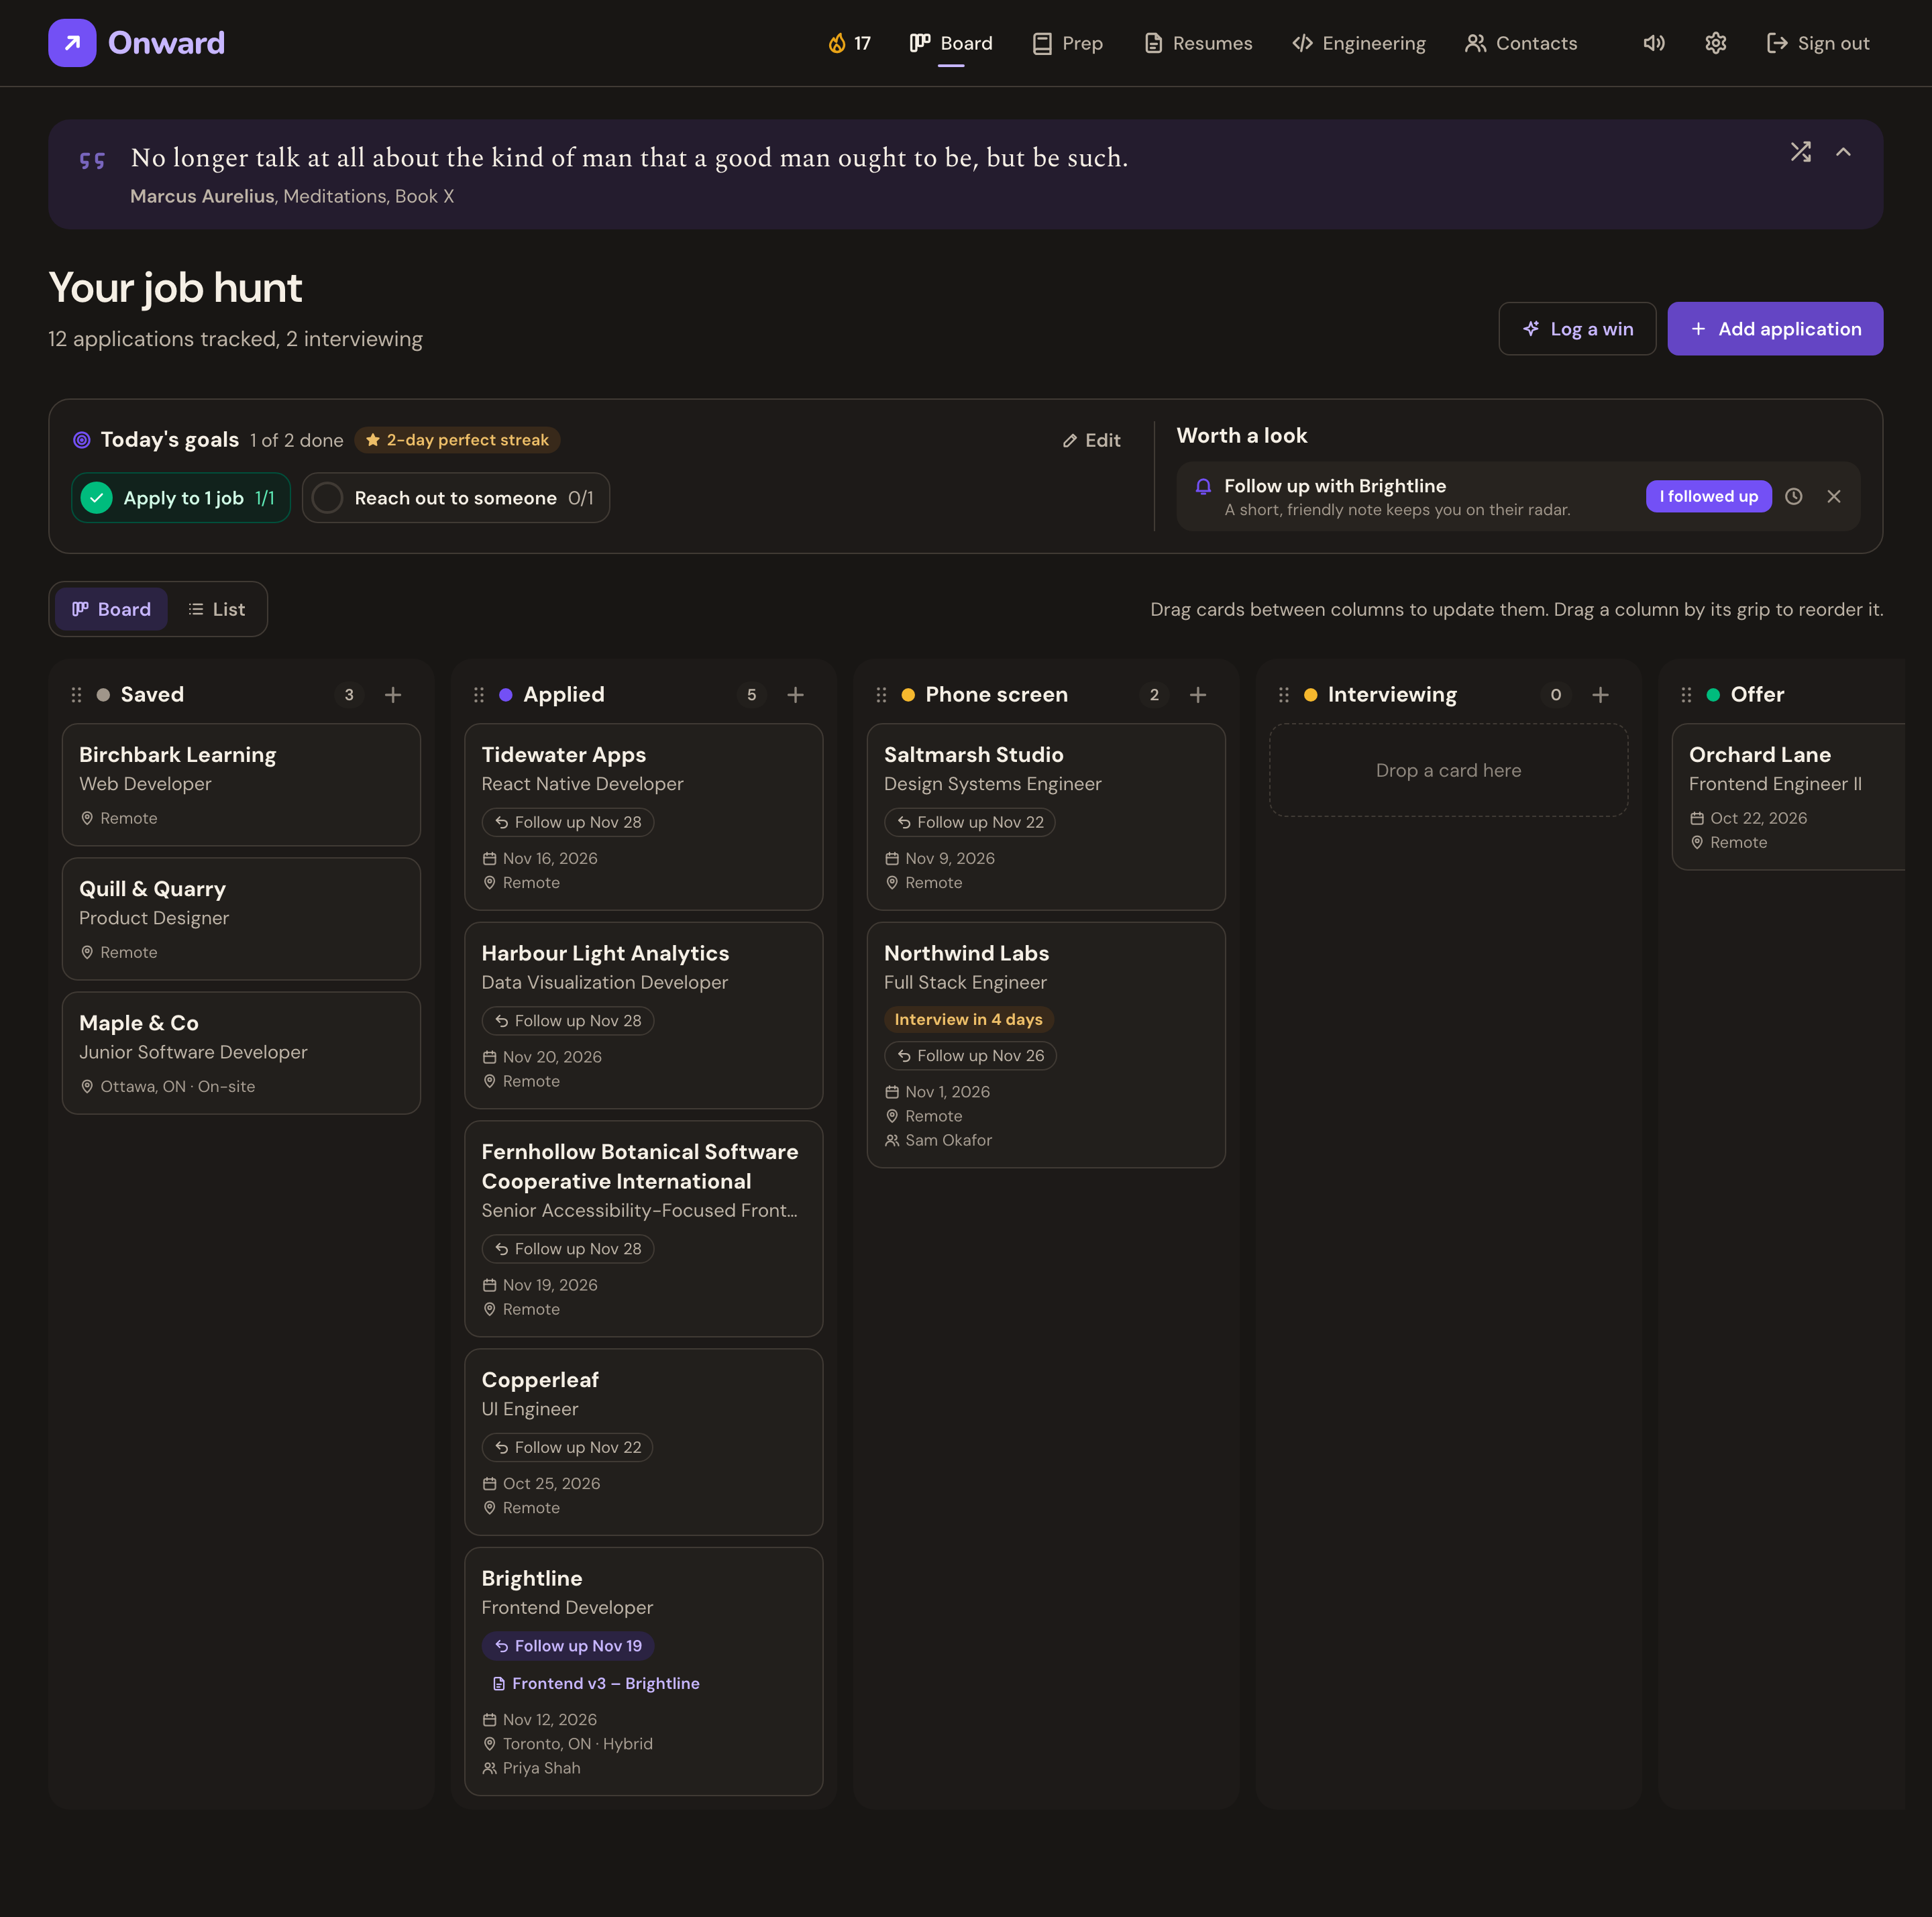 Onward
17
Board
Prep
Resumes
Engineering
Contacts
Sign out
No longer talk at all about the kind of man that a good man ought to be, but be such.
Marcus Aurelius, Meditations, Book X
Your job hunt
12 applications tracked, 2 interviewing
Log a win
Add application
Today's goals 1 of 2 done 2-day perfect streak
Edit
Apply to 1 job 1/1
Reach out to someone 0/1
Worth a look
Follow up with Brightline
A short, friendly note keeps you on their radar.
I followed up
Board
List
Drag cards between columns to update them. Drag a column by its grip to reorder it.
Saved 3
Birchbark Learning
Web Developer
Remote
Quill & Quarry
Product Designer
Remote
Maple & Co
Junior Software Developer
Ottawa, ON · On-site
Applied 5
Tidewater Apps
React Native Developer
Follow up Nov 28
Nov 16, 2026
Remote
Harbour Light Analytics
Data Visualization Developer
Follow up Nov 28
Nov 20, 2026
Remote
Fernhollow Botanical Software
Cooperative International
Senior Accessibility-Focused Front...
Follow up Nov 28
Nov 19, 2026
Remote
Copperleaf
UI Engineer
Follow up Nov 22
Oct 25, 2026
Remote
Brightline
Frontend Developer
Follow up Nov 19
Frontend v3 – Brightline
Nov 12, 2026
Toronto, ON · Hybrid
Priya Shah
Phone screen 2
Saltmarsh Studio
Design Systems Engineer
Follow up Nov 22
Nov 9, 2026
Remote
Northwind Labs
Full Stack Engineer
Interview in 4 days
Follow up Nov 26
Nov 1, 2026
Remote
Sam Okafor
Interviewing 0
Drop a card here
Offer
Orchard Lane
Frontend Engineer II
Oct 22, 2026
Remote